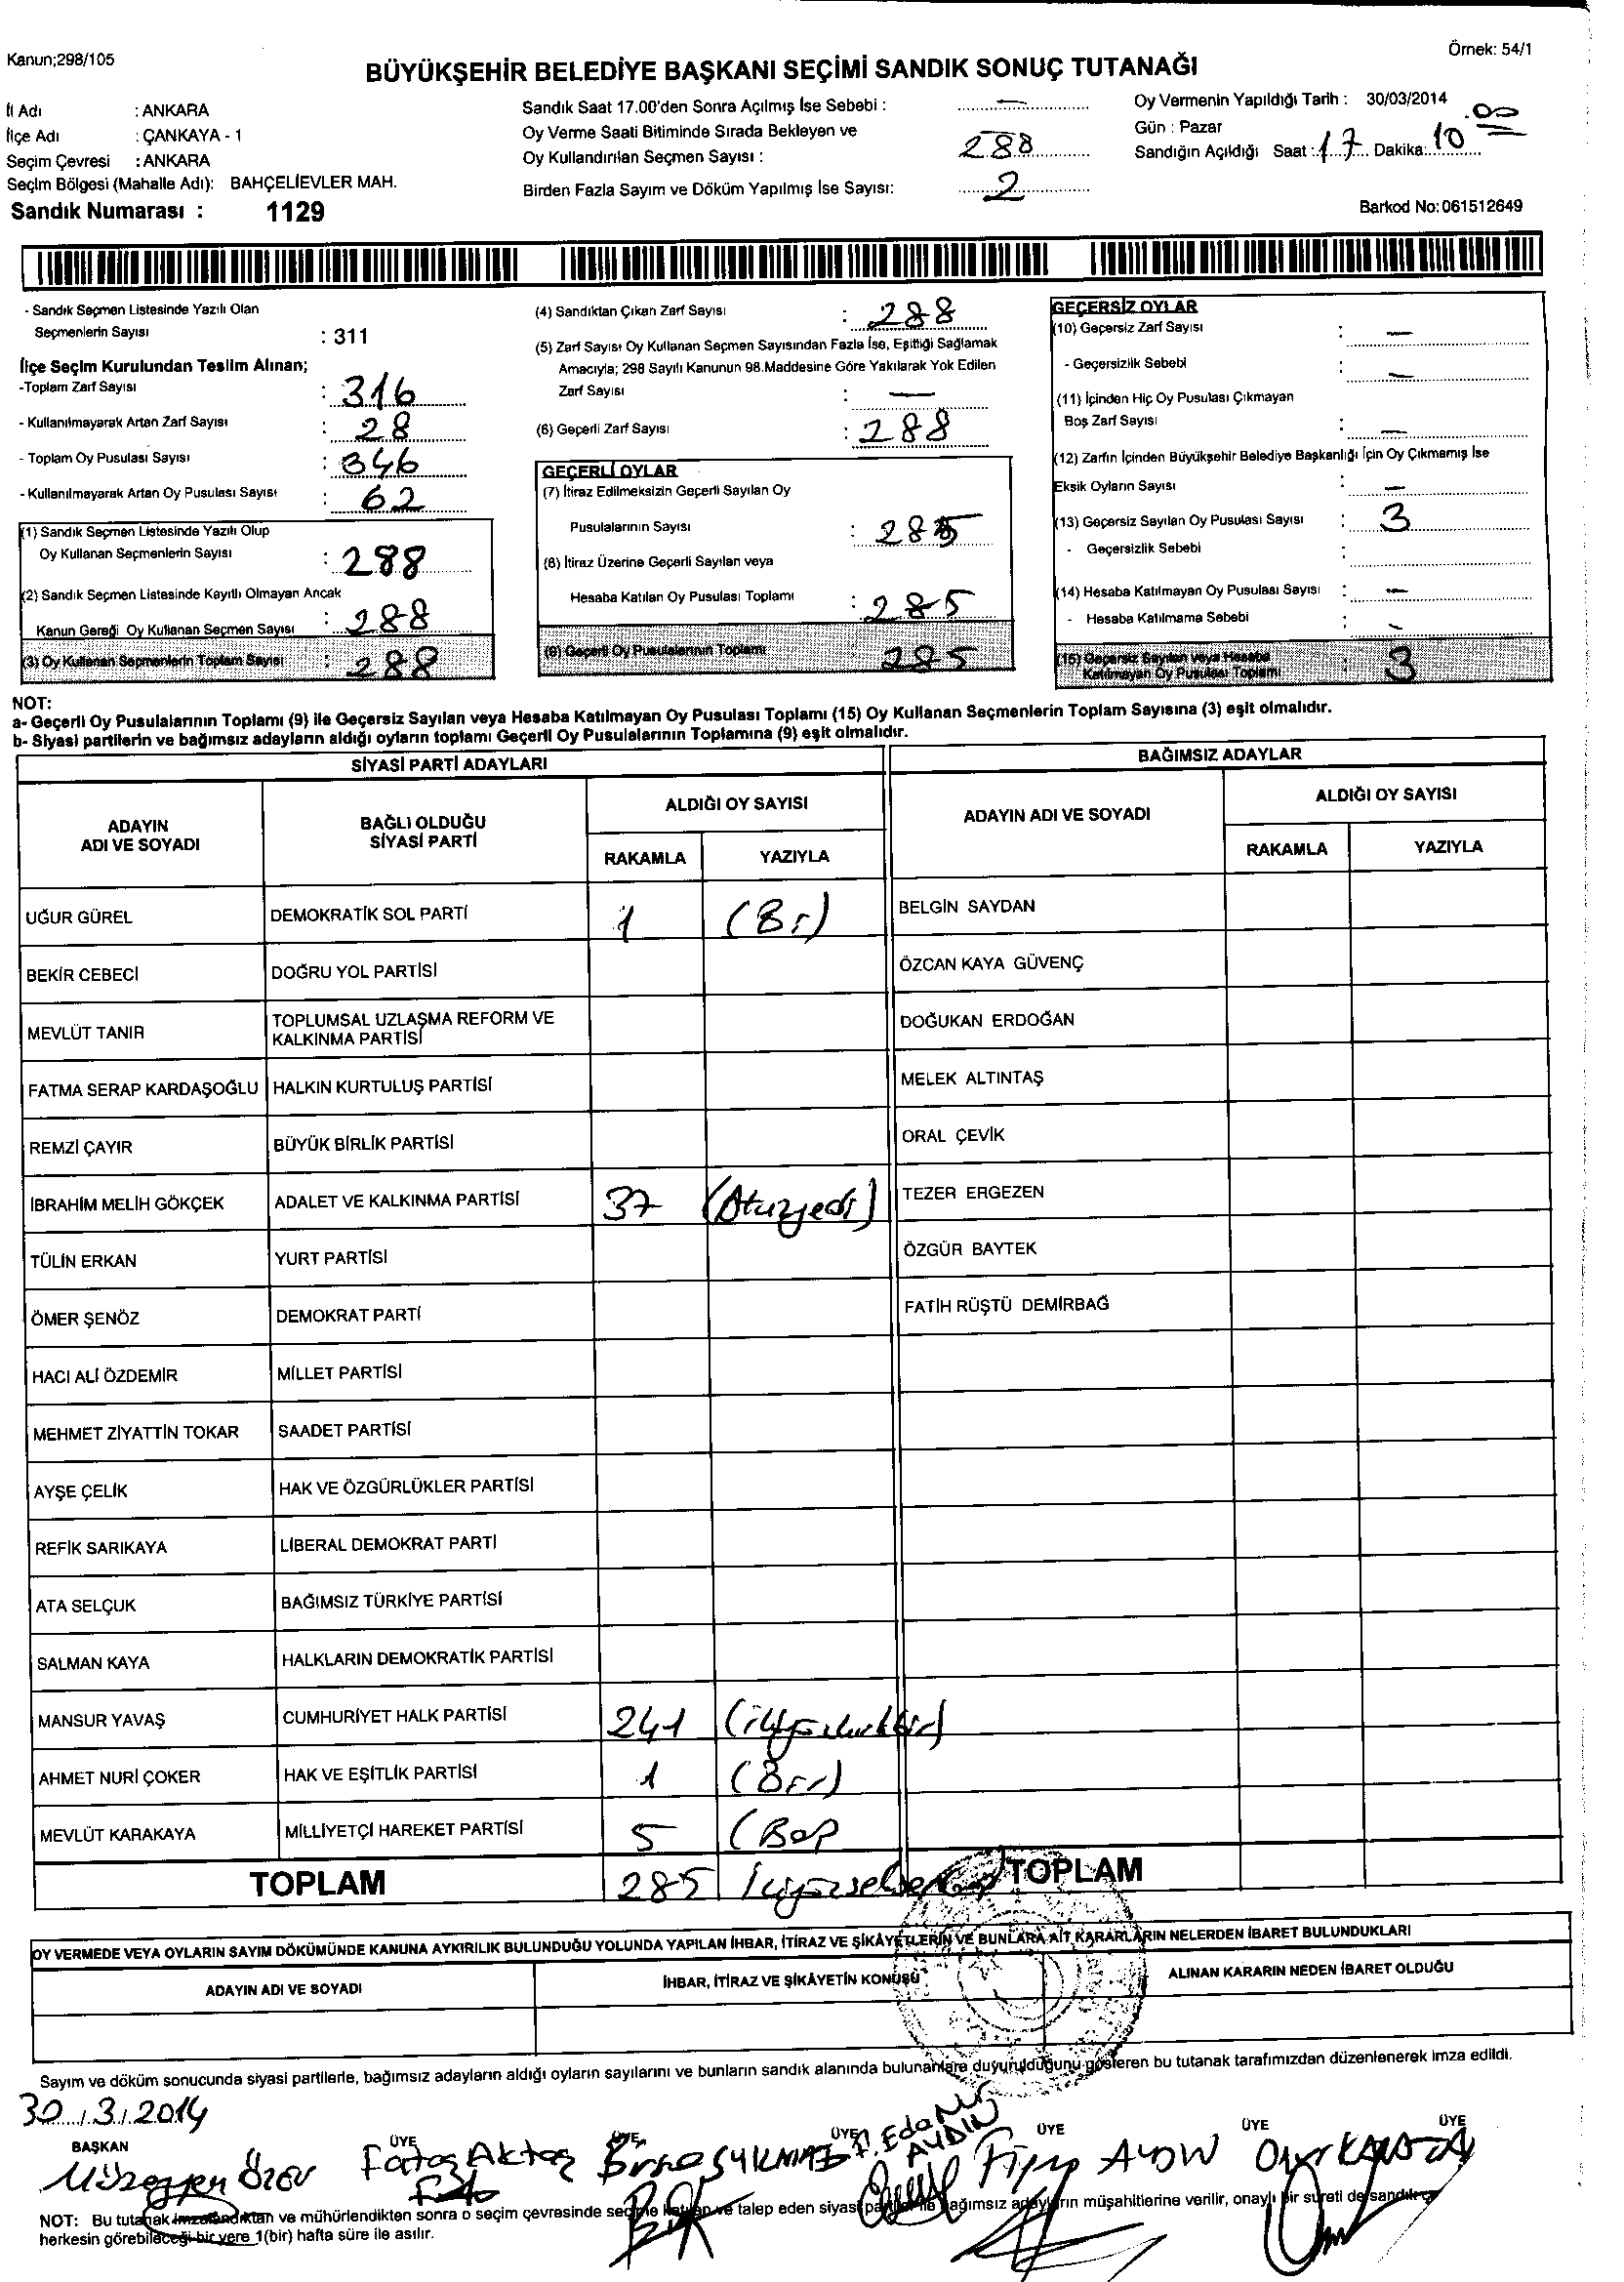 Kanun;298/105
Örnek: 54/1
BÜYÜKŞEHİR BELEDİYE BAŞKANI SEÇİMİ SANDIK SONUÇ TUTANAĞI
İl Adı : ANKARA
İlçe Adı : ÇANKAYA - 1
Seçim Çevresi : ANKARA
Seçim Bölgesi (Mahalle Adı): BAHÇELİEVLER MAH.
Sandık Numarası : 1129
Sandık Saat 17.00'den Sonra Açılmış İse Sebebi : —
Oy Verme Saati Bitiminde Sırada Bekleyen ve
Oy Kullandırılan Seçmen Sayısı : 288
Birden Fazla Sayım ve Döküm Yapılmış İse Sayısı: 2
Oy Vermenin Yapıldığı Tarih : 30/03/2014
Gün : Pazar
Sandığın Açıldığı Saat : 17 Dakika: 10
Barkod No: 061512649
- Sandık Seçmen Listesinde Yazılı Olan
Seçmenlerin Sayısı : 311
İlçe Seçim Kurulundan Teslim Alınan;
-Toplam Zarf Sayısı : 316
- Kullanılmayarak Artan Zarf Sayısı : 28
- Toplam Oy Pusulası Sayısı : 346
- Kullanılmayarak Artan Oy Pusulası Sayısı : 62
(1) Sandık Seçmen Listesinde Yazılı Olup
Oy Kullanan Seçmenlerin Sayısı : 288
(2) Sandık Seçmen Listesinde Kayıtlı Olmayan Ancak
Kanun Gereği Oy Kullanan Seçmen Sayısı : 288
(3) Oy Kullanan Seçmenlerin Toplam Sayısı : 288
(4) Sandıktan Çıkan Zarf Sayısı : 288
(5) Zarf Sayısı Oy Kullanan Seçmen Sayısından Fazla İse, Eşitliği Sağlamak
Amacıyla; 298 Sayılı Kanunun 98.Maddesine Göre Yakılarak Yok Edilen
Zarf Sayısı : —
(6) Geçerli Zarf Sayısı : 288
GEÇERLİ OYLAR
(7) İtiraz Edilmeksizin Geçerli Sayılan Oy
Pusulalarının Sayısı : 285
(8) İtiraz Üzerine Geçerli Sayılan veya
Hesaba Katılan Oy Pusulası Toplamı : 285
(9) Geçerli Oy Pusulalarının Toplamı 285
GEÇERSİZ OYLAR
(10) Geçersiz Zarf Sayısı : —
- Geçersizlik Sebebi : —
(11) İçinden Hiç Oy Pusulası Çıkmayan
Boş Zarf Sayısı : —
(12) Zarfın İçinden Büyükşehir Belediye Başkanlığı İçin Oy Çıkmamış İse
Eksik Oyların Sayısı : —
(13) Geçersiz Sayılan Oy Pusulası Sayısı : 3
- Geçersizlik Sebebi :
(14) Hesaba Katılmayan Oy Pusulası Sayısı : —
- Hesaba Katılmama Sebebi : -
(15) Geçersiz Sayılan veya Hesaba
Katılmayan Oy Pusulası Toplamı : 3
NOT:
a- Geçerli Oy Pusulalarının Toplamı (9) ile Geçersiz Sayılan veya Hesaba Katılmayan Oy Pusulası Toplamı (15) Oy Kullanan Seçmenlerin Toplam Sayısına (3) eşit olmalıdır.
b- Siyasi partilerin ve bağımsız adayların aldığı oyların toplamı Geçerli Oy Pusulalarının Toplamına (9) eşit olmalıdır.
SİYASİ PARTİ ADAYLARI
ADAYIN ADI VE SOYADI
BAĞLI OLDUĞU SİYASİ PARTİ
ALDIĞI OY SAYISI
RAKAMLA YAZIYLA
UĞUR GÜREL DEMOKRATİK SOL PARTİ 1 (Bir)
BEKİR CEBECİ DOĞRU YOL PARTİSİ
MEVLÜT TANIR TOPLUMSAL UZLAŞMA REFORM VE
KALKINMA PARTİSİ
FATMA SERAP KARDAŞOĞLU HALKIN KURTULUŞ PARTİSİ
REMZİ ÇAYIR BÜYÜK BİRLİK PARTİSİ
İBRAHİM MELİH GÖKÇEK ADALET VE KALKINMA PARTİSİ 37 (Otuzyedi)
TÜLİN ERKAN YURT PARTİSİ
ÖMER ŞENÖZ DEMOKRAT PARTİ
HACI ALİ ÖZDEMİR MİLLET PARTİSİ
MEHMET ZİYATTİN TOKAR SAADET PARTİSİ
AYŞE ÇELİK HAK VE ÖZGÜRLÜKLER PARTİSİ
REFİK SARIKAYA LİBERAL DEMOKRAT PARTİ
ATA SELÇUK BAĞIMSIZ TÜRKİYE PARTİSİ
SALMAN KAYA HALKLARIN DEMOKRATİK PARTİSİ
MANSUR YAVAŞ CUMHURİYET HALK PARTİSİ 241
AHMET NURİ ÇOKER HAK VE EŞİTLİK PARTİSİ 1 (Bir)
MEVLÜT KARAKAYA MİLLİYETÇİ HAREKET PARTİSİ 5 (Beş
TOPLAM 285
BAĞIMSIZ ADAYLAR
ADAYIN ADI VE SOYADI
ALDIĞI OY SAYISI
RAKAMLA YAZIYLA
BELGİN SAYDAN
ÖZCAN KAYA GÜVENÇ
DOĞUKAN ERDOĞAN
MELEK ALTINTAŞ
ORAL ÇEVİK
TEZER ERGEZEN
ÖZGÜR BAYTEK
FATİH RÜŞTÜ DEMİRBAĞ
TOPLAM
OY VERMEDE VEYA OYLARIN SAYIM DÖKÜMÜNDE KANUNA AYKIRILIK BULUNDUĞU YOLUNDA YAPILAN İHBAR, İTİRAZ VE ŞİKÂYETLERİN VE BUNLARA AİT KARARLARIN NELERDEN İBARET BULUNDUKLARI
ADAYIN ADI VE SOYADI
İHBAR, İTİRAZ VE ŞİKÂYETİN KONUSU
ALINAN KARARIN NEDEN İBARET OLDUĞU
Sayım ve döküm sonucunda siyasi partilerle, bağımsız adayların aldığı oyların sayılarını ve bunların sandık alanında bulunanlara duyurulduğunu gösteren bu tutanak tarafımızdan düzenlenerek imza edildi.
30/3/2014
BAŞKAN ÜYE ÜYE ÜYE ÜYE ÜYE ÜYE
Fatoş Aktaş
Eda AYDIN
AYDIN
NOT: Bu tutanak imzalandıktan ve mühürlendikten sonra o seçim çevresinde seçime katılan ve talep eden siyasi partiler ile bağımsız adayların müşahitlerine verilir, onaylı bir sureti de
herkesin görebileceği bir yere 1(bir) hafta süre ile asılır.